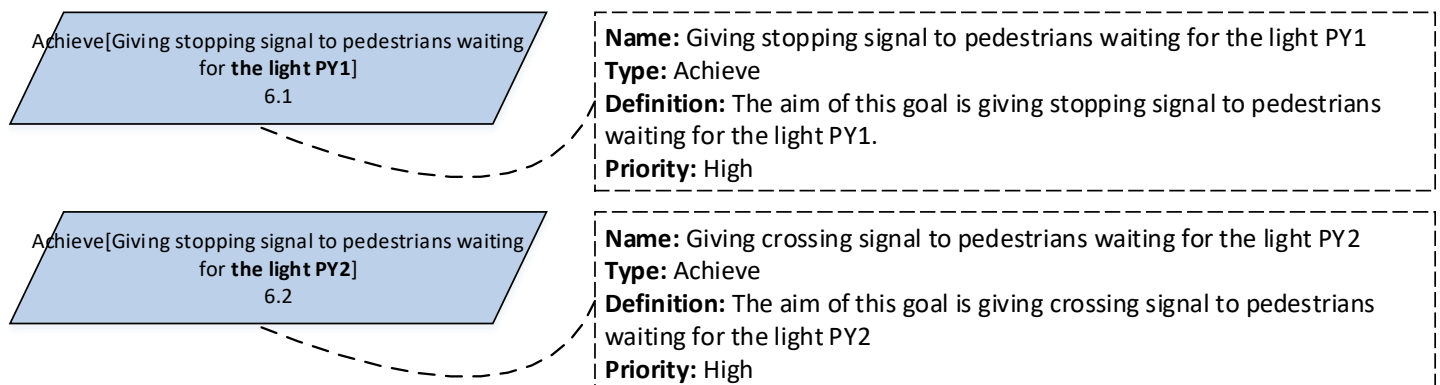 Achieve[Giving stopping signal to pedestrians waiting
for the light PY1]
6.1
Name: Giving stopping signal to pedestrians waiting for the light PY1
Type: Achieve
Definition: The aim of this goal is giving stopping signal to pedestrians
waiting for the light PY1.
Priority: High
Achieve[Giving stopping signal to pedestrians waiting
for the light PY2]
6.2
Name: Giving crossing signal to pedestrians waiting for the light PY2
Type: Achieve
Definition: The aim of this goal is giving crossing signal to pedestrians
waiting for the light PY2
Priority: High